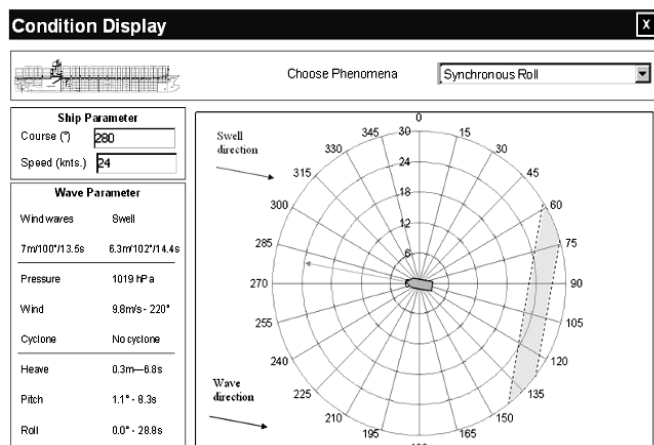 Condition Display
X
Choose Phenomena
Synchronous Roll
Ship Parameter
Course (°) 280
Speed (knts.) 24
Wave Parameter
Windwaves Swell
7m/100°/13.5s 6.3m/102°/14.4s
Pressure 1019 hPa
Wind 9.8m/s - 220°
Cyclone No cyclone
Heave 0.3m—6.8s
Pitch 1.1° - 8.3s
Roll 0.0° - 28.8s
Swell
direction
Wave
direction
0
15
30
45
60
75
90
105
120
135
150
165
195
210
225
240
255
270
285
300
315
330
345
30
24
18
12
6